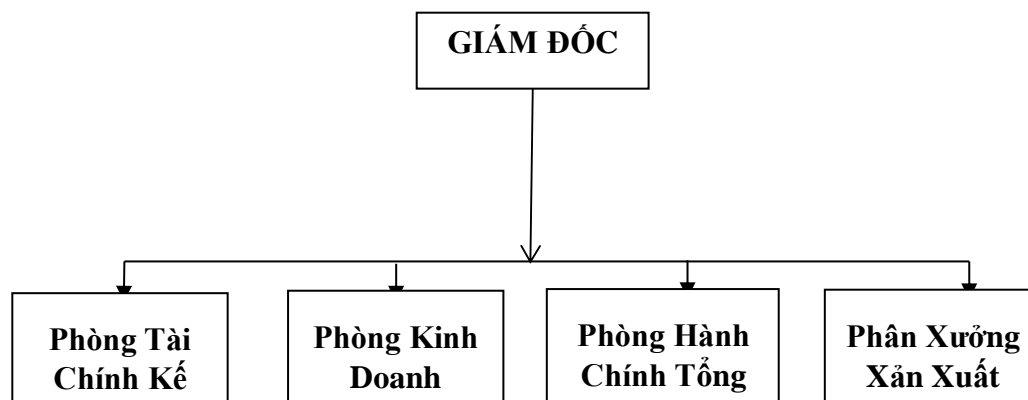 GIÁM ĐỐC
Phòng Tài
Chính Kế
Phòng Kinh
Doanh
Phòng Hành
Chính Tổng
Phân Xưởng
Xản Xuất